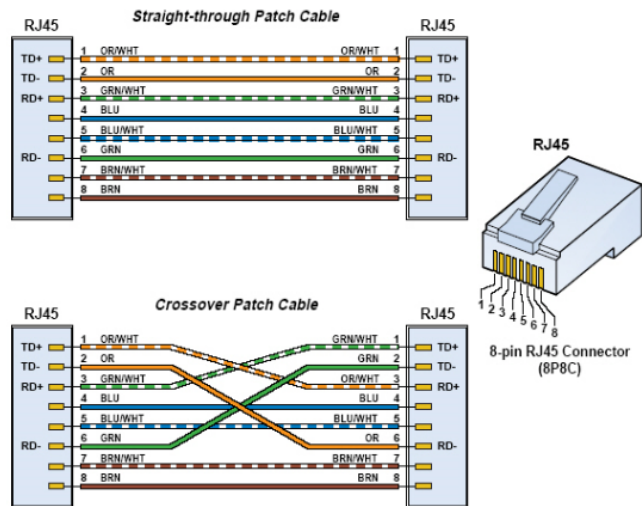 Straight-through Patch Cable
RJ45 RJ45
TD+ 1 OR/WHT OR/WHT 1 TD+
TD- 2 OR OR 2 TD-
RD+ 3 GRN/WHT GRN/WHT 3 RD+
4 BLU BLU 4
5 BLU/WHT BLU/WHT 5
RD- 6 GRN GRN 6 RD-
7 BRN/WHT BRN/WHT 7
8 BRN BRN 8
RJ45
1 2 3 4 5 6 7 8
8-pin RJ45 Connector
(8P8C)
Crossover Patch Cable
RJ45 RJ45
TD+ 1 OR/WHT GRN/WHT 1 TD+
TD- 2 OR GRN 2 TD-
RD+ 3 GRN/WHT OR/WHT 3 RD+
4 BLU BLU 4
5 BLU/WHT BLU/WHT 5
RD- 6 GRN OR 6 RD-
7 BRN/WHT BRN/WHT 7
8 BRN BRN 8